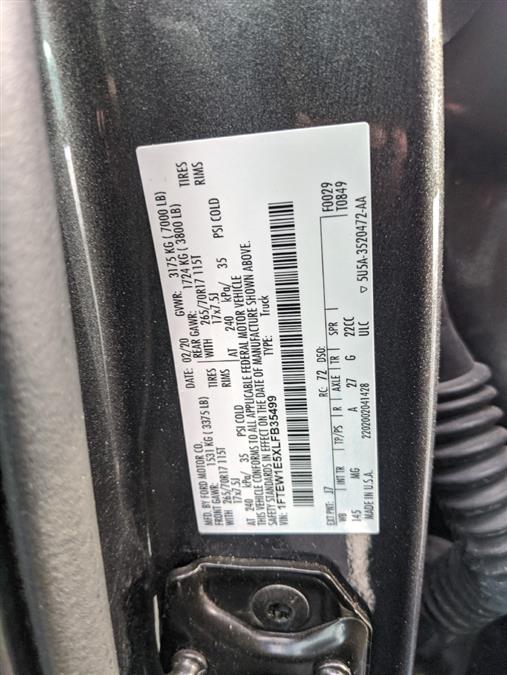 MFD. BY FORD MOTOR CO. DATE: 02/20 GVWR: 3175 KG ( 7000 LB)
FRONT GAWR: 1531 KG ( 3375 LB) REAR GAWR: 1724 KG ( 3800 LB)
WITH 265/70R17 115T TIRES WITH 265/70R17 115T TIRES
17x7.5J RIMS 17x7.5J RIMS
AT 240 kPa/ 35 PSI COLD AT 240 kPa/ 35 PSI COLD
THIS VEHICLE CONFORMS TO ALL APPLICABLE FEDERAL MOTOR VEHICLE
SAFETY STANDARDS IN EFFECT ON THE DATE OF MANUFACTURE SHOWN ABOVE.
VIN: 1FTEW1E5XLFB35499 TYPE: Truck
F0029
T0849
EXT PNT: J7 RC: 72 DSO:
WB INT TR TP/PS R AXLE TR SPR
145 MG A 27 G 22CC
ULC
MADE IN U.S.A. 2202002041428 ▽ 5U5A-3520472-AA